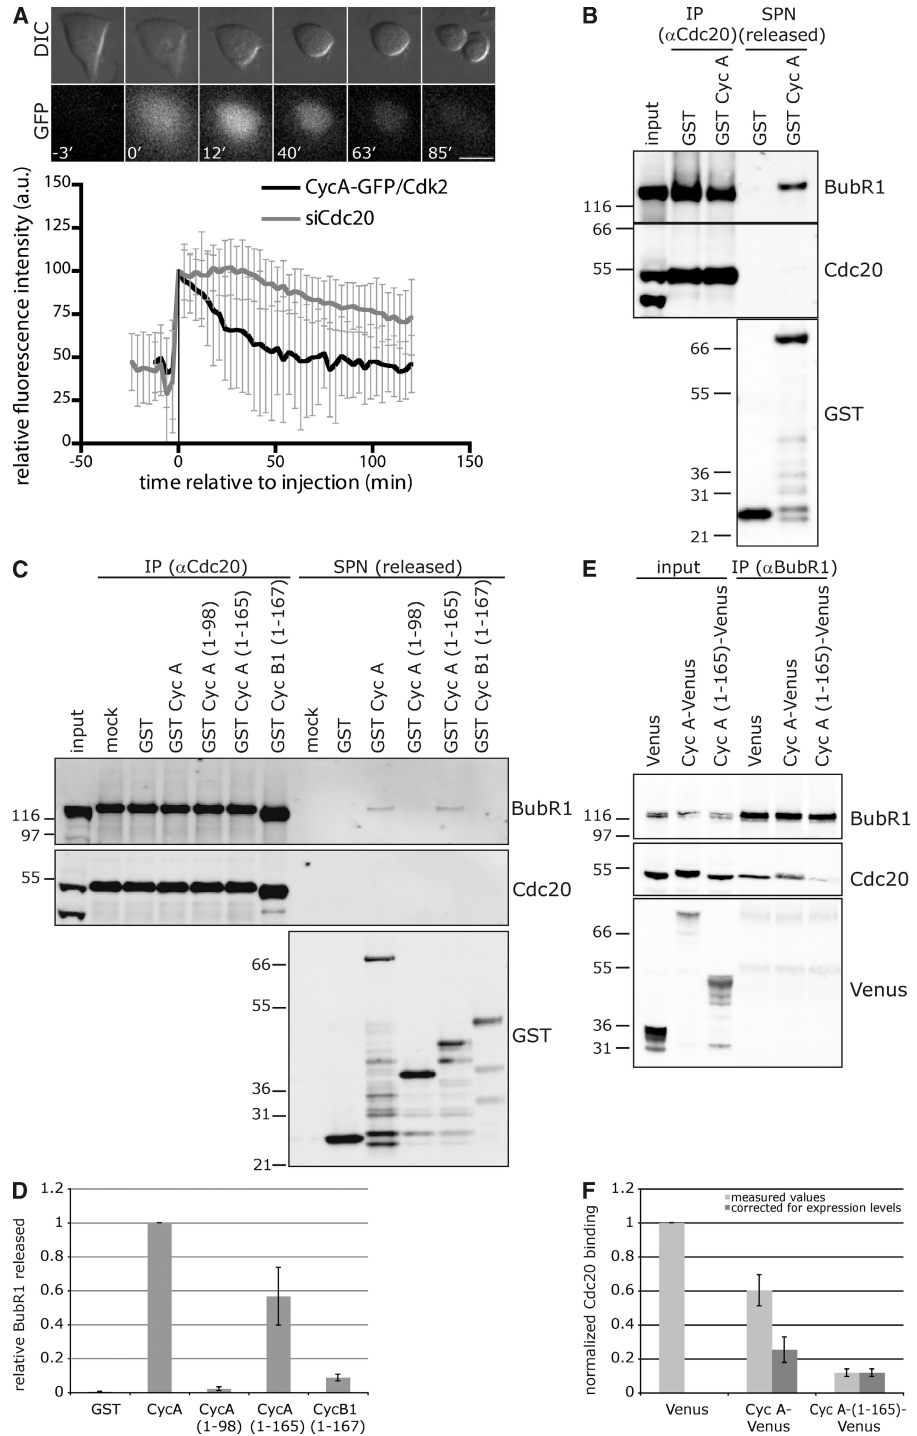 A
DIC
GFP
-3’
0’
12’
40’
63’
85’
relative fluorescence intensity (a.u.)
150
125
100
75
50
25
0
CycA-GFP/Cdk2
siCdc20
-50
0
50
100
150
time relative to injection (min)
B
IP
(αCdc20)
SPN
(released)
input
GST
GST Cyc A
GST
GST Cyc A
116
BubR1
66
55
Cdc20
66
55
36
31
21
GST
C
IP (αCdc20)
SPN (released)
input
mock
GST
GST Cyc A
GST Cyc A (1-98)
GST Cyc A (1-165)
GST Cyc B1 (1-167)
mock
GST
GST Cyc A
GST Cyc A (1-98)
GST Cyc A (1-165)
GST Cyc B1 (1-167)
116
97
BubR1
55
Cdc20
66
55
36
31
21
GST
E
input
IP (αBubR1)
Venus
Cyc A-Venus
Cyc A (1-165)-Venus
Venus
Cyc A-Venus
Cyc A (1-165)-Venus
116
97
BubR1
55
Cdc20
66
55
36
31
Venus
D
relative BubR1 released
1.2
1
0.8
0.6
0.4
0.2
0
GST
CycA
CycA
(1-98)
CycA
(1-165)
CycB1
(1-167)
F
normalized Cdc20 binding
1.2
1
0.8
0.6
0.4
0.2
0
measured values
corrected for expression levels
Venus
Cyc A-
Venus
Cyc A-(1-165)-
Venus